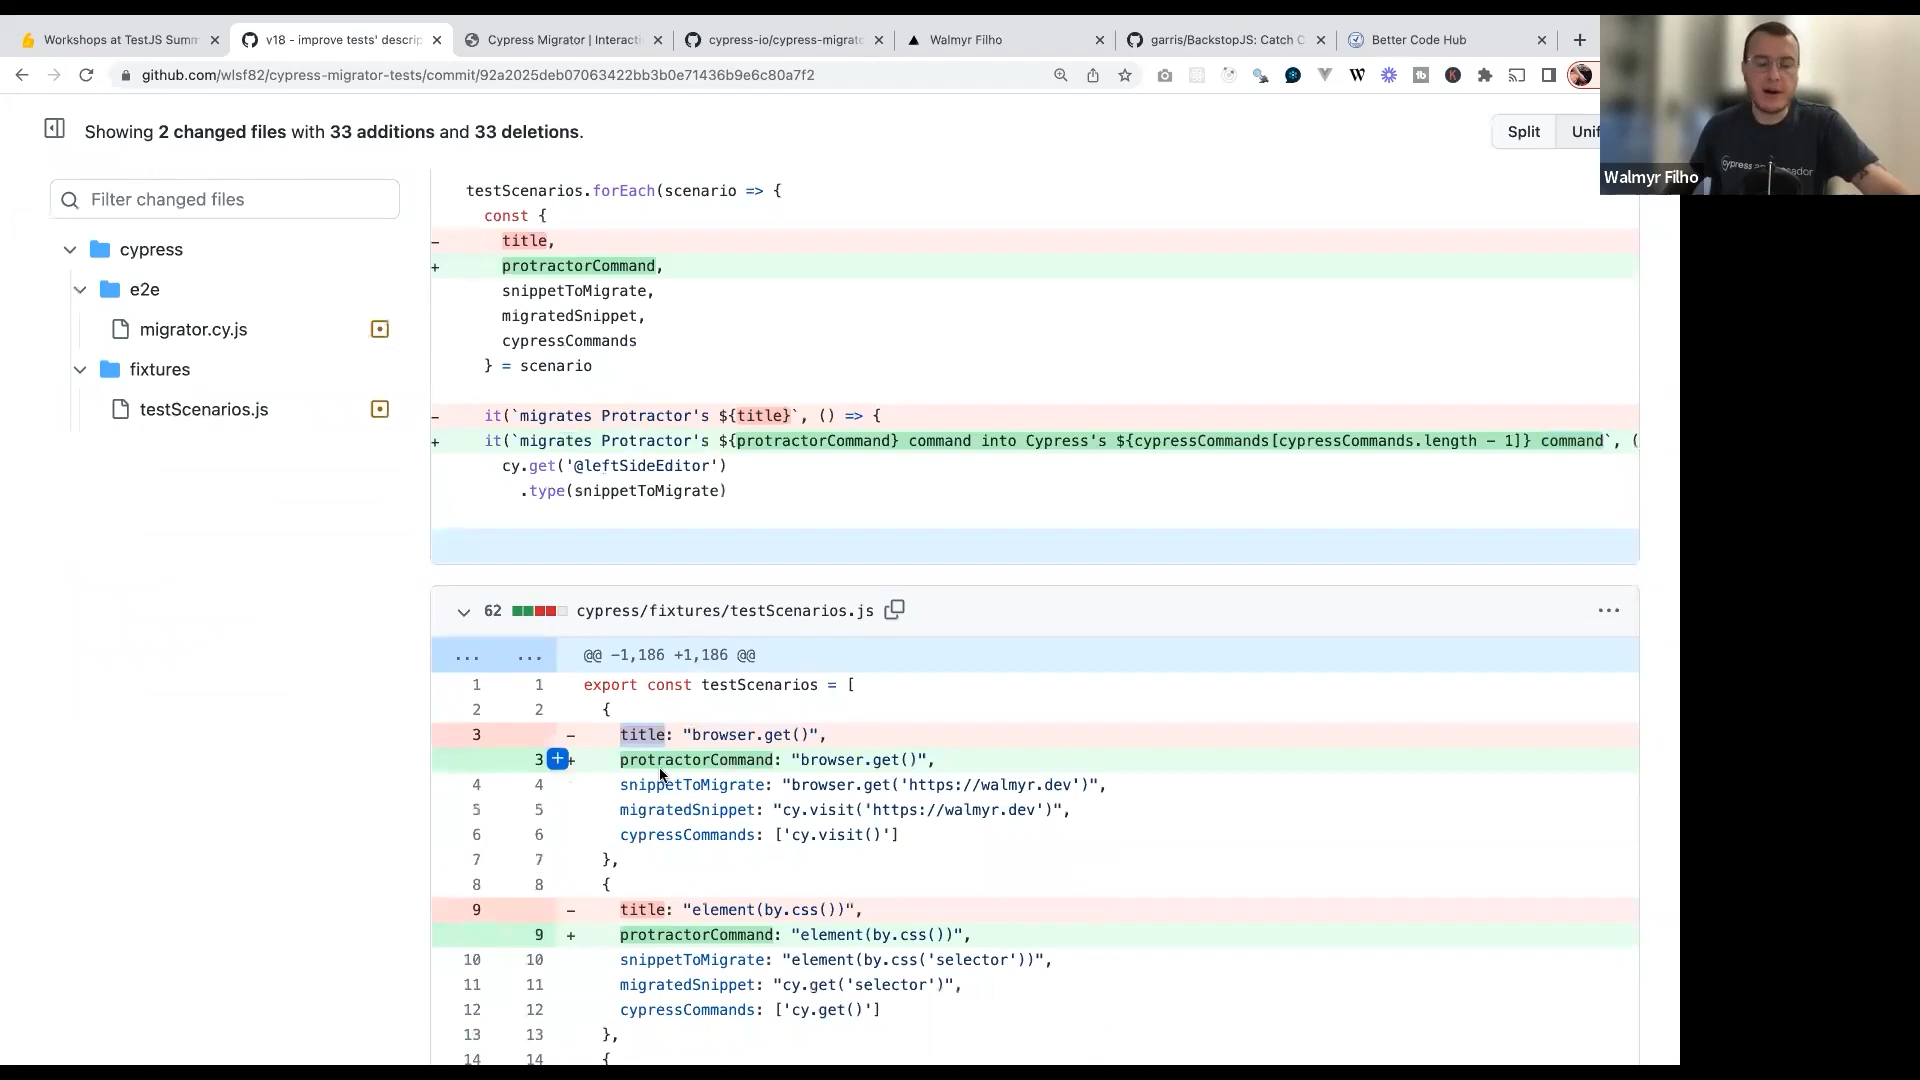 Workshops at TestJS Summ
v18 - improve tests' descrip
Cypress Migrator | Interacti
cypress-io/cypress-migrato
Walmyr Filho
garris/BackstopJS: Catch C
Better Code Hub
github.com/wlsf82/cypress-migrator-tests/commit/92a2025deb07063422bb3b0e71436b9e6c80a7f2
Showing 2 changed files with 33 additions and 33 deletions.
Split
Unif
Walmyr Filho
Filter changed files
cypress
e2e
migrator.cy.js
fixtures
testScenarios.js
testScenarios.forEach(scenario => {
const {
- title,
+ protractorCommand,
snippetToMigrate,
migratedSnippet,
cypressCommands
} = scenario
- it(`migrates Protractor's ${title}`, () => {
+ it(`migrates Protractor's ${protractorCommand} command into Cypress's ${cypressCommands[cypressCommands.length - 1]} command`, (
cy.get('@leftSideEditor')
.type(snippetToMigrate)
62 cypress/fixtures/testScenarios.js
... ... @@ -1,186 +1,186 @@
1 1 export const testScenarios = [
2 2 {
3 - title: "browser.get()",
3 + protractorCommand: "browser.get()",
4 4 snippetToMigrate: "browser.get('https://walmyr.dev')",
5 5 migratedSnippet: "cy.visit('https://walmyr.dev')",
6 6 cypressCommands: ['cy.visit()']
7 7 },
8 8 {
9 - title: "element(by.css())",
9 + protractorCommand: "element(by.css())",
10 10 snippetToMigrate: "element(by.css('selector'))",
11 11 migratedSnippet: "cy.get('selector')",
12 12 cypressCommands: ['cy.get()']
13 13 },
14 14 {